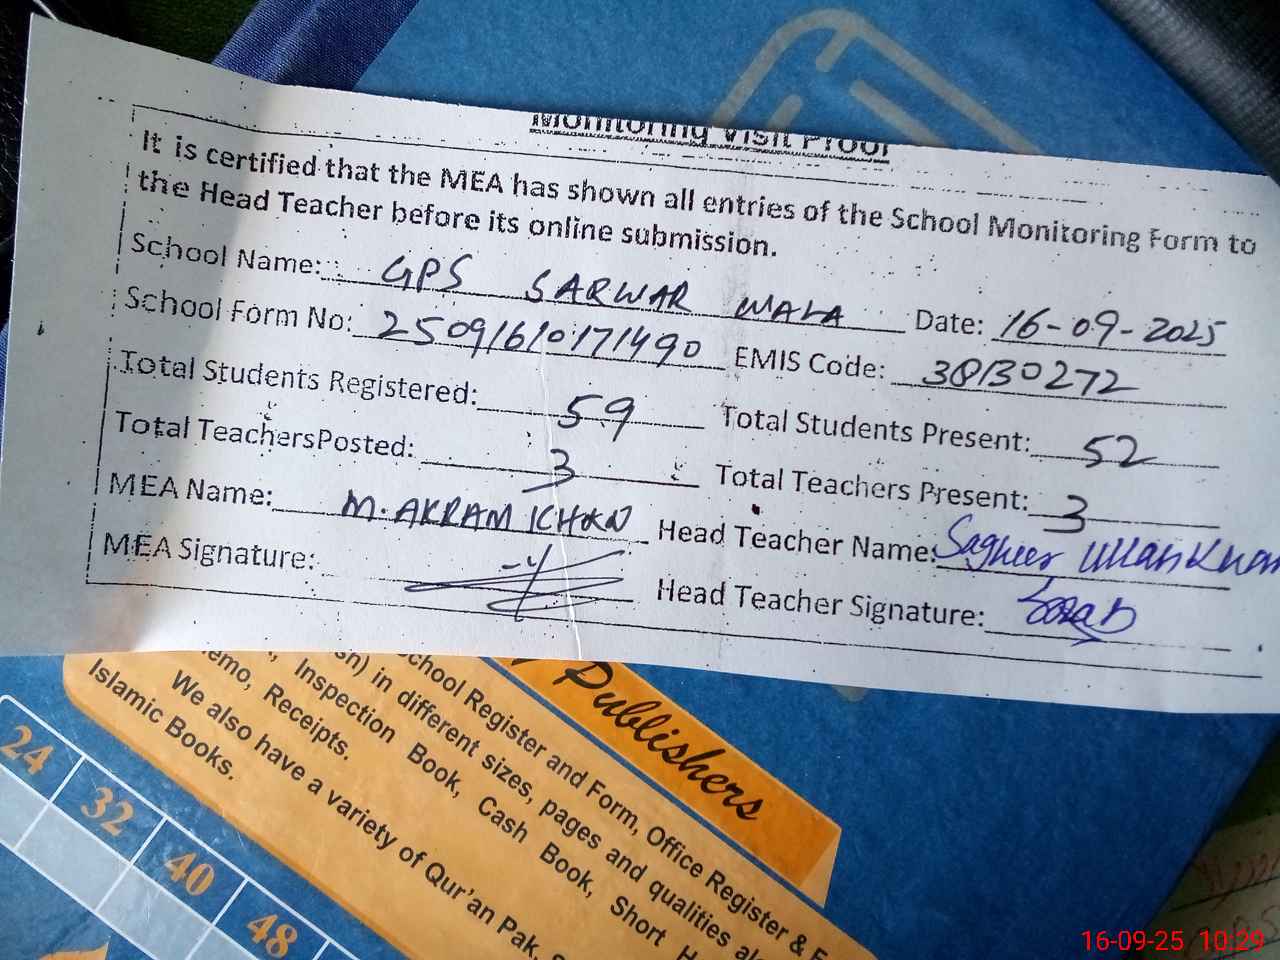 Monitoring Visit Proof
It is certified that the MEA has shown all entries of the School Monitoring Form to
the Head Teacher before its online submission.
School Name: GPS SARWAR WALA Date: 16-09-2025
School Form No: 25091610171490 EMIS Code: 38130272
Total Students Registered: 59 Total Students Present: 52
Total TeachersPosted: 3 Total Teachers Present: 3
MEA Name: M. AKRAM KHAN Head Teacher Name: Sagheer Ullah Khan
MEA Signature: Head Teacher Signature:
Publishers
School Register and Form, Office Register &
in different sizes, pages and qualities
Inspection Book, Cash Book, Short
Receipts.
We also have a variety of Qur'an Pak,
Islamic Books.
24
32
40
48
16-09-25 10:29